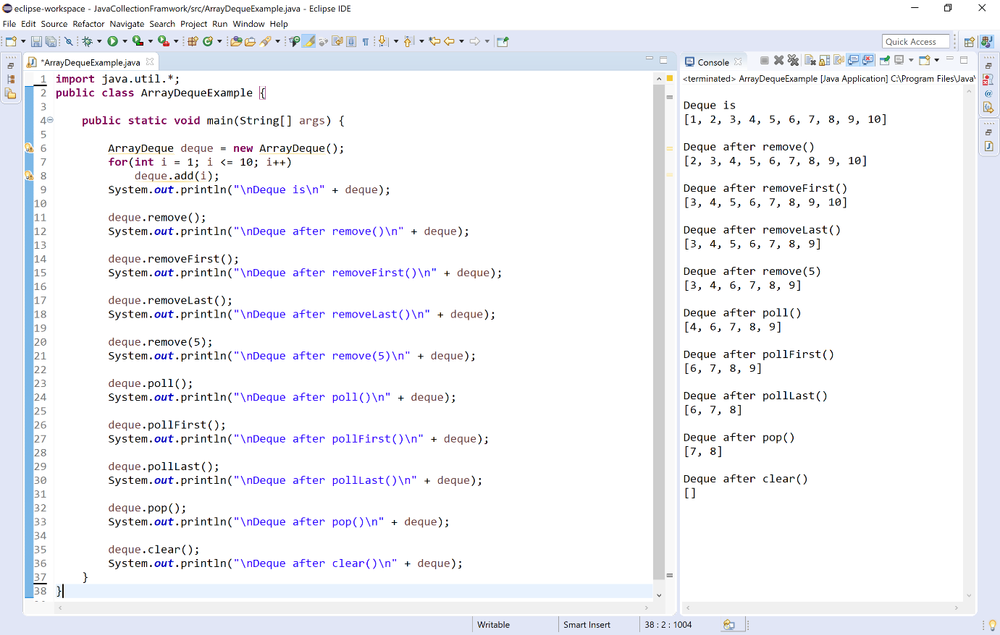 eclipse-workspace - JavaCollectionFramwork/src/ArrayDequeExample.java - Eclipse IDE
File Edit Source Refactor Navigate Search Project Run Window Help
Quick Access
*ArrayDequeExample.java
1 import java.util.*;
2 public class ArrayDequeExample {
3
4 public static void main(String[] args) {
5
6 ArrayDeque deque = new ArrayDeque();
7 for(int i = 1; i <= 10; i++)
8 deque.add(i);
9 System.out.println("\nDeque is\n" + deque);
10
11 deque.remove();
12 System.out.println("\nDeque after remove()\n" + deque);
13
14 deque.removeFirst();
15 System.out.println("\nDeque after removeFirst()\n" + deque);
16
17 deque.removeLast();
18 System.out.println("\nDeque after removeLast()\n" + deque);
19
20 deque.remove(5);
21 System.out.println("\nDeque after remove(5)\n" + deque);
22
23 deque.poll();
24 System.out.println("\nDeque after poll()\n" + deque);
25
26 deque.pollFirst();
27 System.out.println("\nDeque after pollFirst()\n" + deque);
28
29 deque.pollLast();
30 System.out.println("\nDeque after pollLast()\n" + deque);
31
32 deque.pop();
33 System.out.println("\nDeque after pop()\n" + deque);
34
35 deque.clear();
36 System.out.println("\nDeque after clear()\n" + deque);
37 }
38 }
Console
<terminated> ArrayDequeExample [Java Application] C:\Program Files\Java\
Deque is
[1, 2, 3, 4, 5, 6, 7, 8, 9, 10]
Deque after remove()
[2, 3, 4, 5, 6, 7, 8, 9, 10]
Deque after removeFirst()
[3, 4, 5, 6, 7, 8, 9, 10]
Deque after removeLast()
[3, 4, 5, 6, 7, 8, 9]
Deque after remove(5)
[3, 4, 6, 7, 8, 9]
Deque after poll()
[4, 6, 7, 8, 9]
Deque after pollFirst()
[6, 7, 8, 9]
Deque after pollLast()
[6, 7, 8]
Deque after pop()
[7, 8]
Deque after clear()
[]
Writable Smart Insert 38 : 2 : 1004